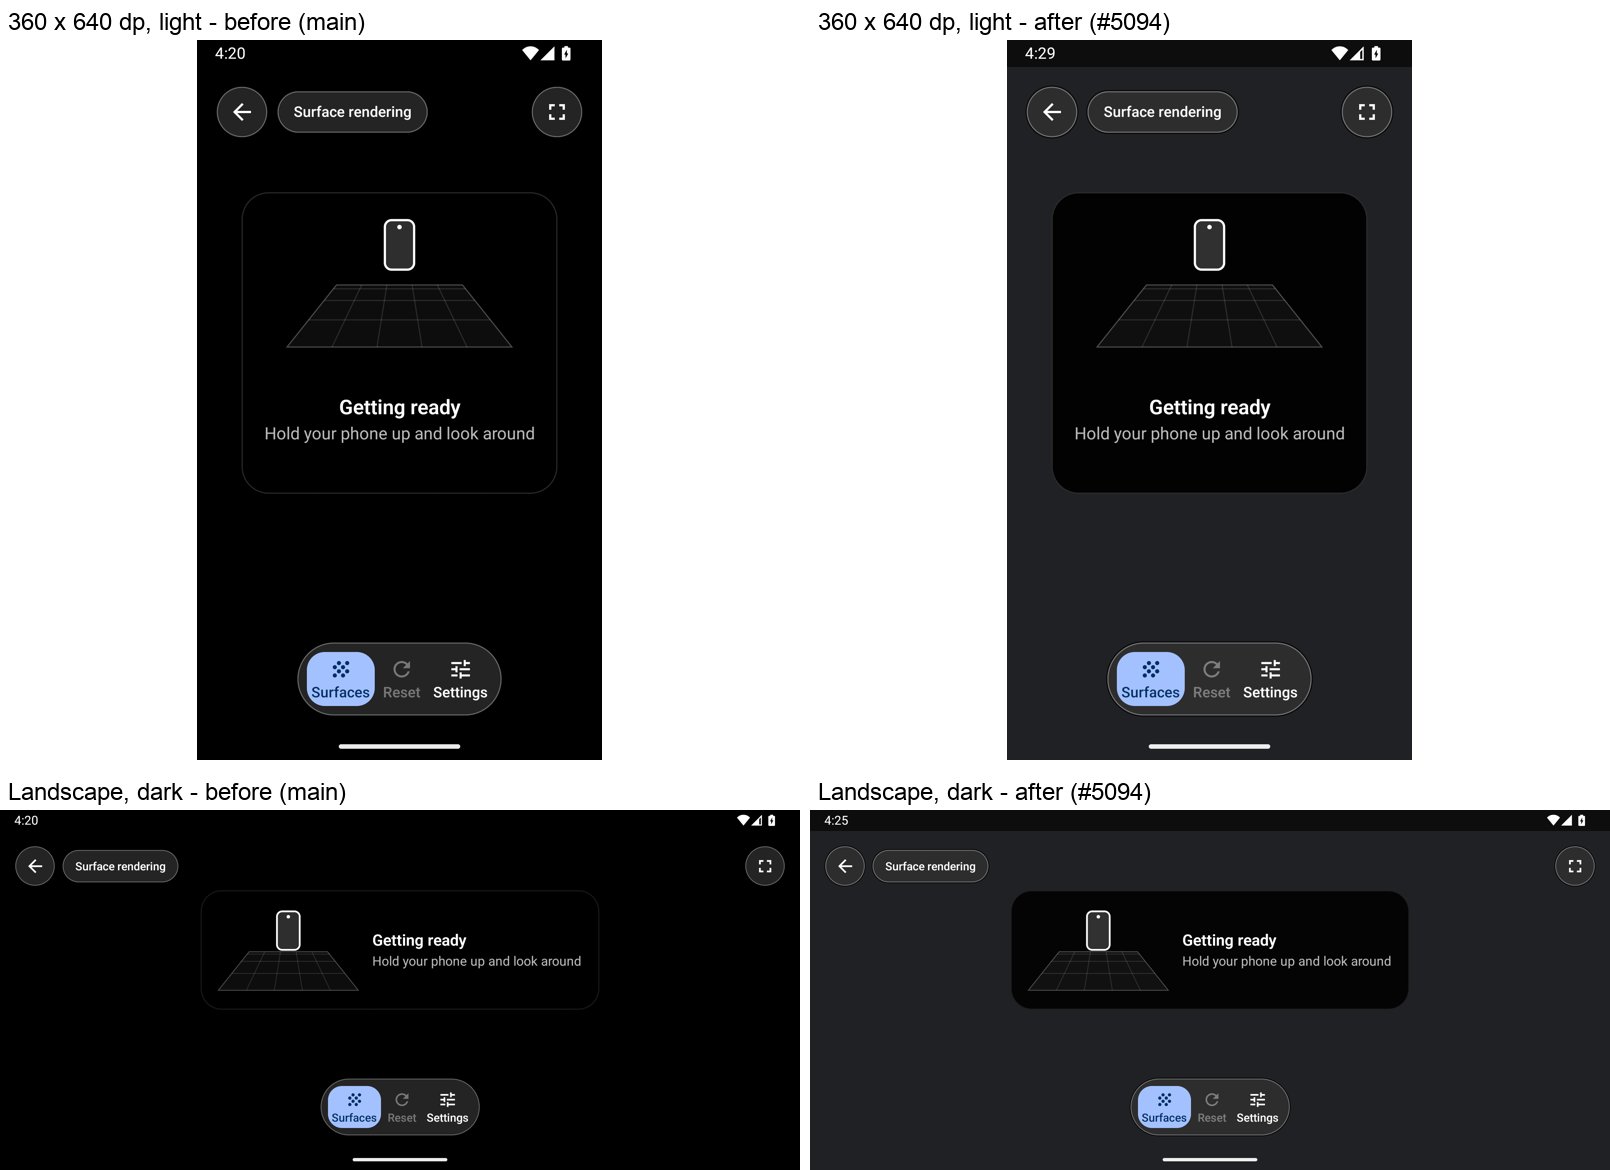 360 x 640 dp, light - before (main)
4:20
Surface rendering
Getting ready
Hold your phone up and look around
Surfaces
Reset
Settings
360 x 640 dp, light - after (#5094)
4:29
Surface rendering
Getting ready
Hold your phone up and look around
Surfaces
Reset
Settings
Landscape, dark - before (main)
4:20
Surface rendering
Getting ready
Hold your phone up and look around
Surfaces
Reset
Settings
Landscape, dark - after (#5094)
4:25
Surface rendering
Getting ready
Hold your phone up and look around
Surfaces
Reset
Settings